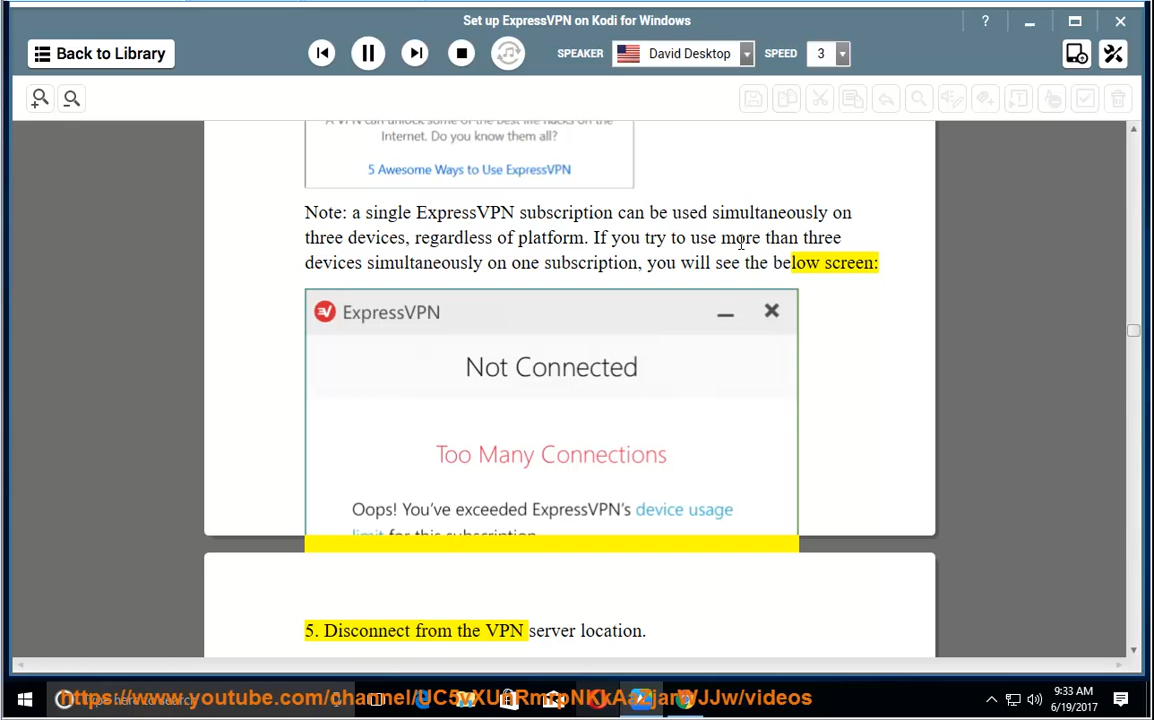 Set up ExpressVPN on Kodi for Windows
?
Back to Library
SPEAKER
David Desktop
SPEED
3
A VPN can unlock some of the best life hacks on the
Internet. Do you know them all?
5 Awesome Ways to Use ExpressVPN
Note: a single ExpressVPN subscription can be used simultaneously on
three devices, regardless of platform. If you try to use more than three
devices simultaneously on one subscription, you will see the below screen:
ExpressVPN
Not Connected
Too Many Connections
Oops! You've exceeded ExpressVPN's device usage
limit for this subscription
5. Disconnect from the VPN server location.
9:33 AM
6/19/2017